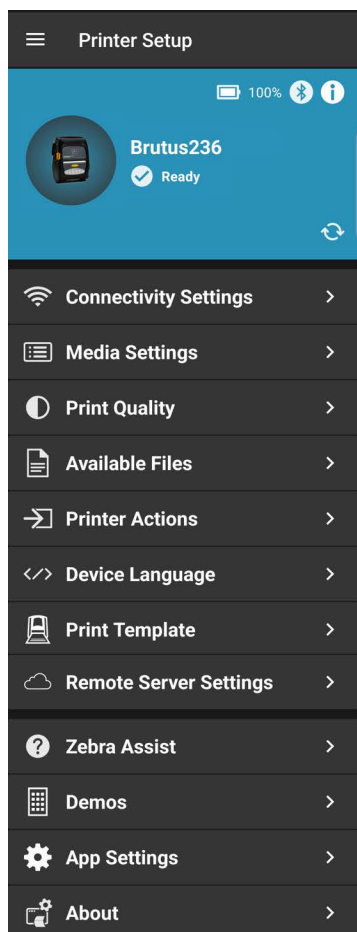 Printer Setup
100%
Brutus236
Ready
Connectivity Settings
Media Settings
Print Quality
Available Files
Printer Actions
Device Language
Print Template
Remote Server Settings
Zebra Assist
Demos
App Settings
About